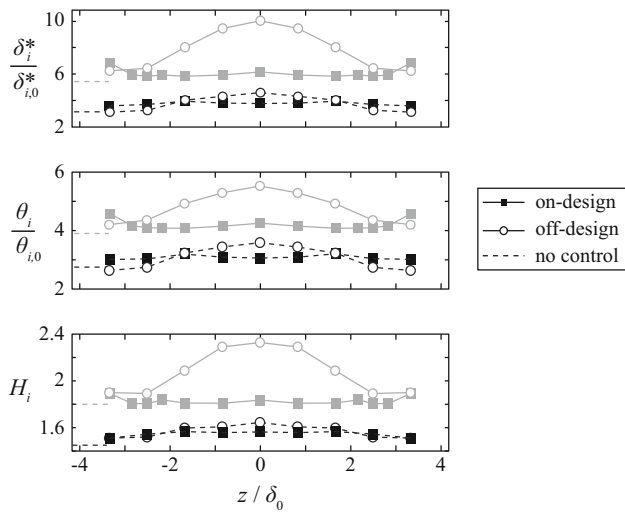 10
6
2
δ*i / δ*i,0
6
4
2
θi / θi,0
on-design
off-design
no control
2.4
2
1.6
Hi
-4 -2 0 2 4
z / δ0